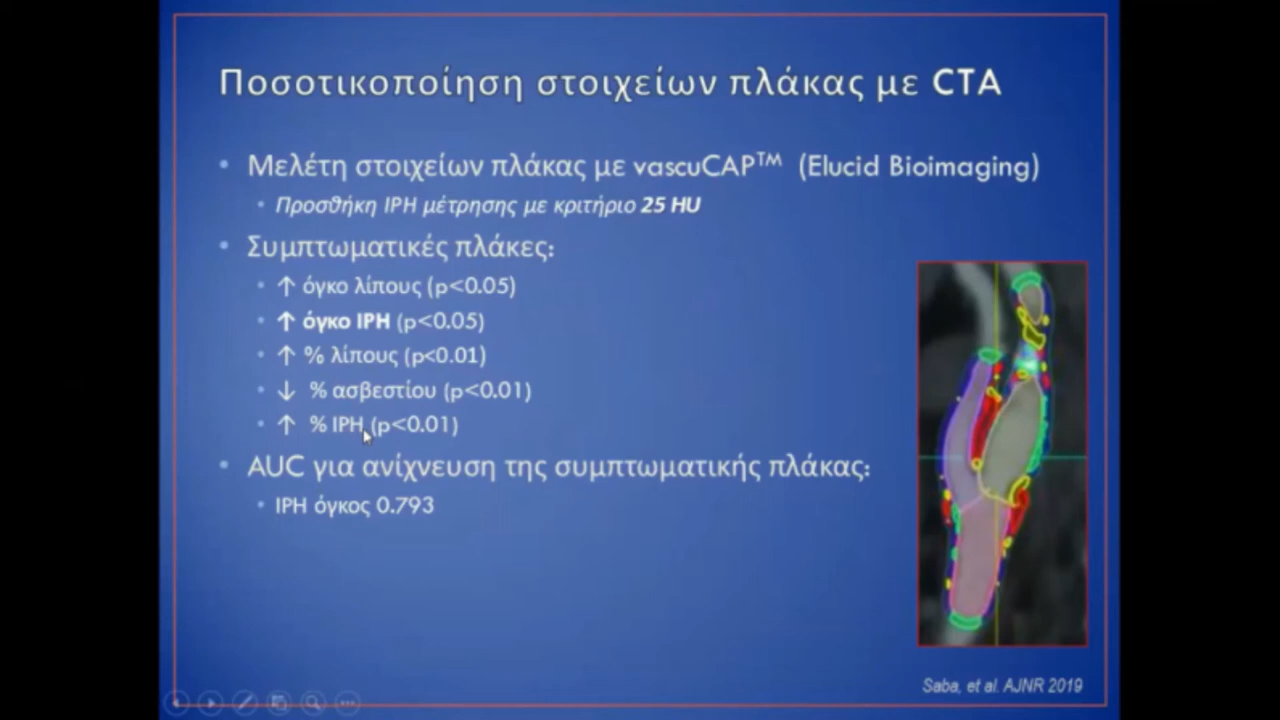 Ποσοτικοποίηση στοιχείων πλάκας με CTA
• Μελέτη στοιχείων πλάκας με vascuCAP™ (Elucid Bioimaging)
• Προσθήκη IPH μέτρησης με κριτήριο 25 HU
• Συμπτωματικές πλάκες:
• ↑ όγκο λίπους (p<0.05)
• ↑ όγκο IPH (p<0.05)
• ↑ % λίπους (p<0.01)
• ↓ % ασβεστίου (p<0.01)
• ↑ % IPH (p<0.01)
• AUC για ανίχνευση της συμπτωματικής πλάκας:
• IPH όγκος 0.793
Saba, et al. AJNR 2019